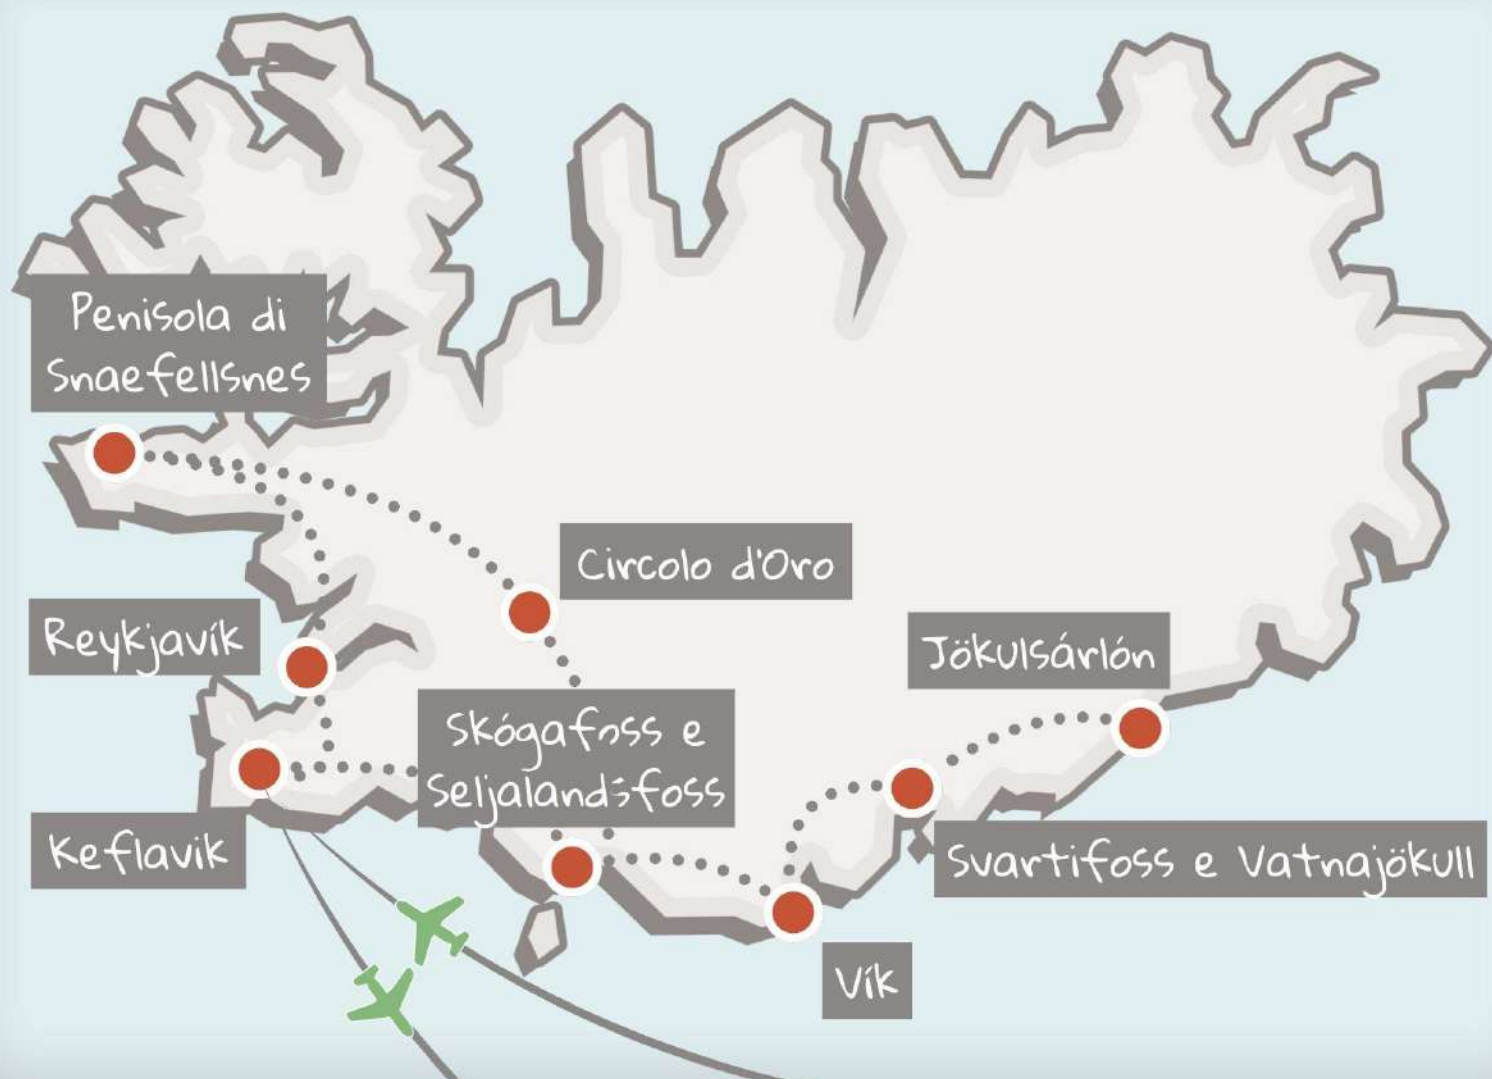 Penisola di
Snaefellsnes
Circolo d'Oro
Reykjavík
Jökulsárlón
Skógafoss e
Seljalandsfoss
Keflavik
Svartifoss e Vatnajökull
Vík